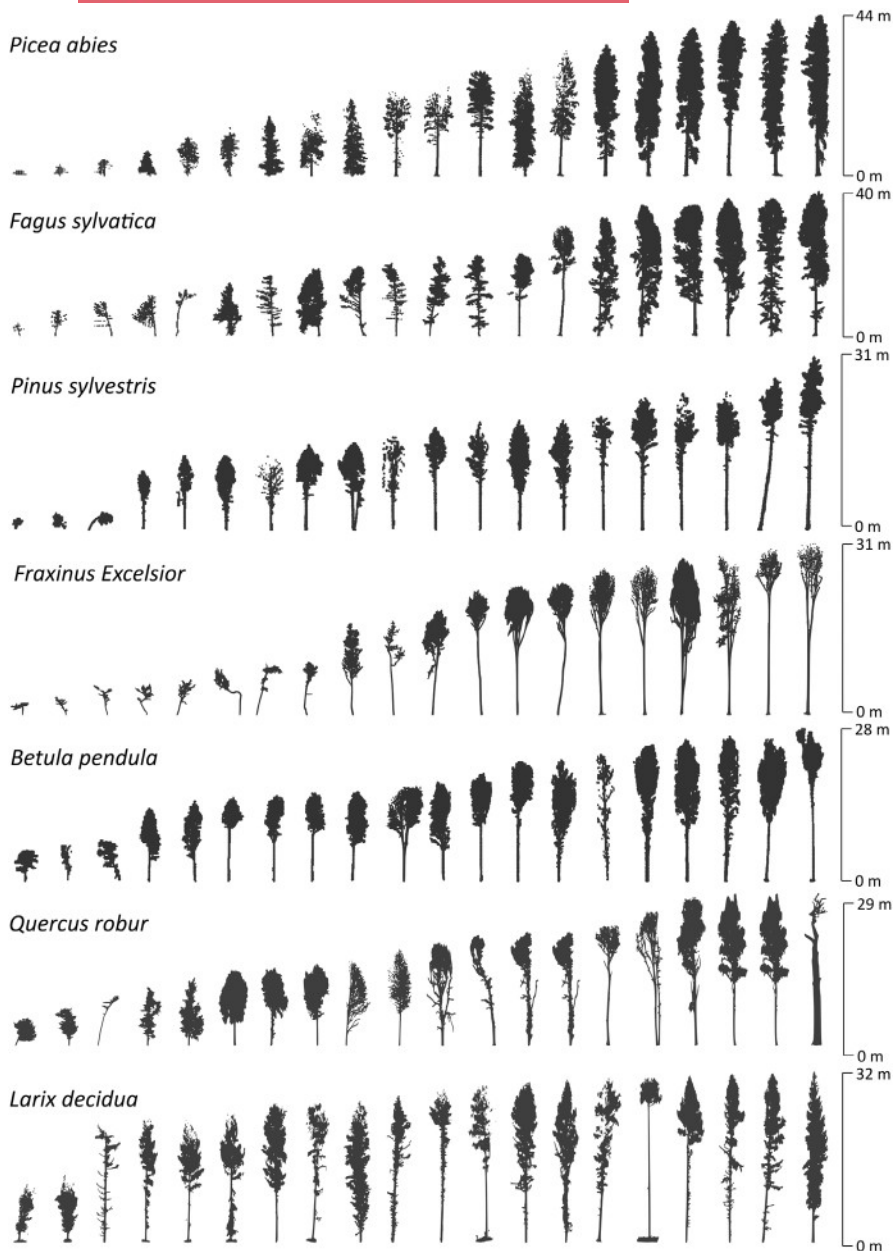 44 m
Picea abies
0 m
40 m
Fagus sylvatica
0 m
31 m
Pinus sylvestris
0 m
31 m
Fraxinus Excelsior
0 m
28 m
Betula pendula
0 m
29 m
Quercus robur
0 m
32 m
Larix decidua
0 m